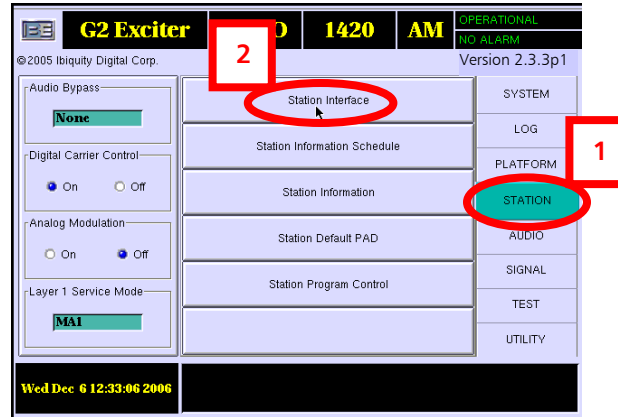 G2 Excite
O
1420
AM
OPERATIONAL
NO ALARM
©2005 Ibiquity Digital Corp.
Version 2.3.3p1
2
1
Audio Bypass
None
Digital Carrier Control
On
Off
Analog Modulation
On
Off
Layer 1 Service Mode
MA1
Station Interface
Station Information Schedule
Station Information
Station Default PAD
Station Program Control
SYSTEM
LOG
PLATFORM
STATION
AUDIO
SIGNAL
TEST
UTILITY
Wed Dec 6 12:33:06 2006